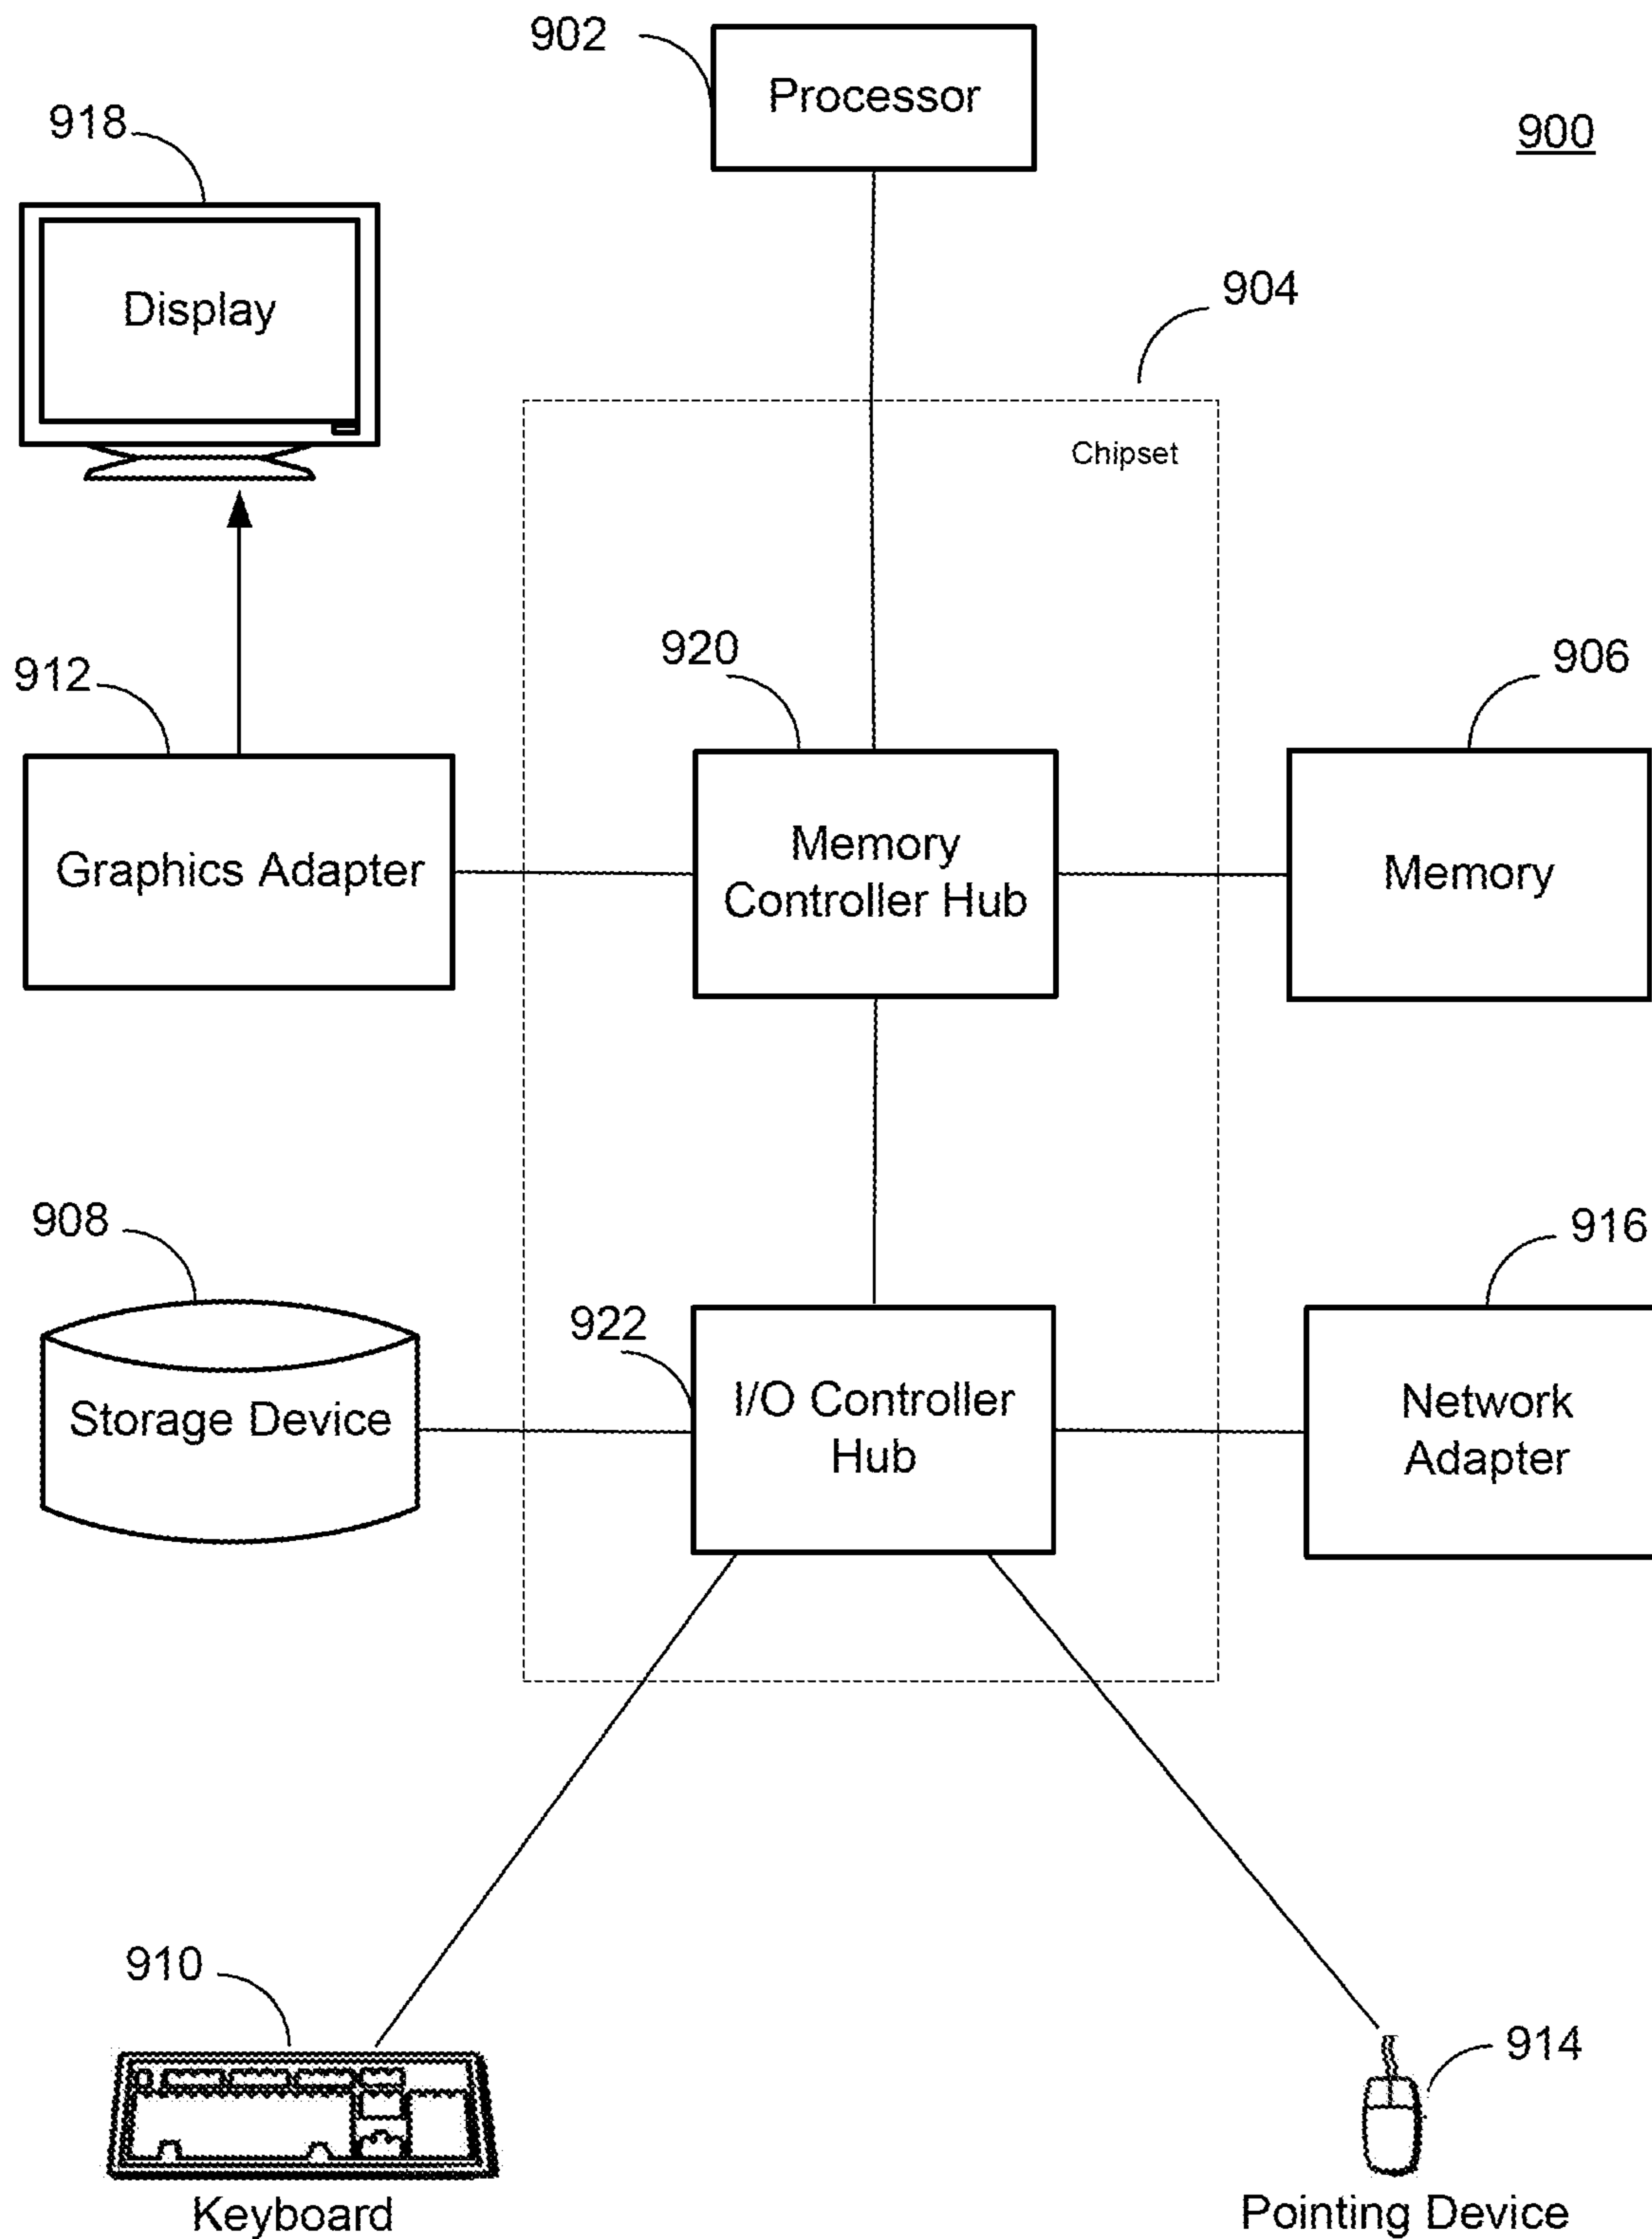 902
Processor
900
918
Display
904
Chipset
920
906
912
Memory
Controller Hub
Graphics Adapter
Memory
908
916
922
I/O Controller
Hub
Storage Device
Network
Adapter
910
914
Keyboard
Pointing Device